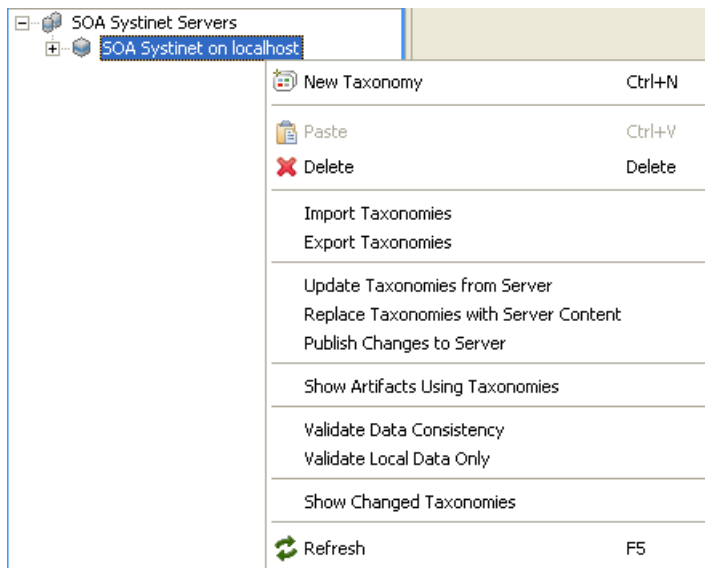 SOA Systinet Servers
SOA Systinet on localhost
New Taxonomy Ctrl+N
Paste Ctrl+V
Delete Delete
Import Taxonomies
Export Taxonomies
Update Taxonomies from Server
Replace Taxonomies with Server Content
Publish Changes to Server
Show Artifacts Using Taxonomies
Validate Data Consistency
Validate Local Data Only
Show Changed Taxonomies
Refresh F5